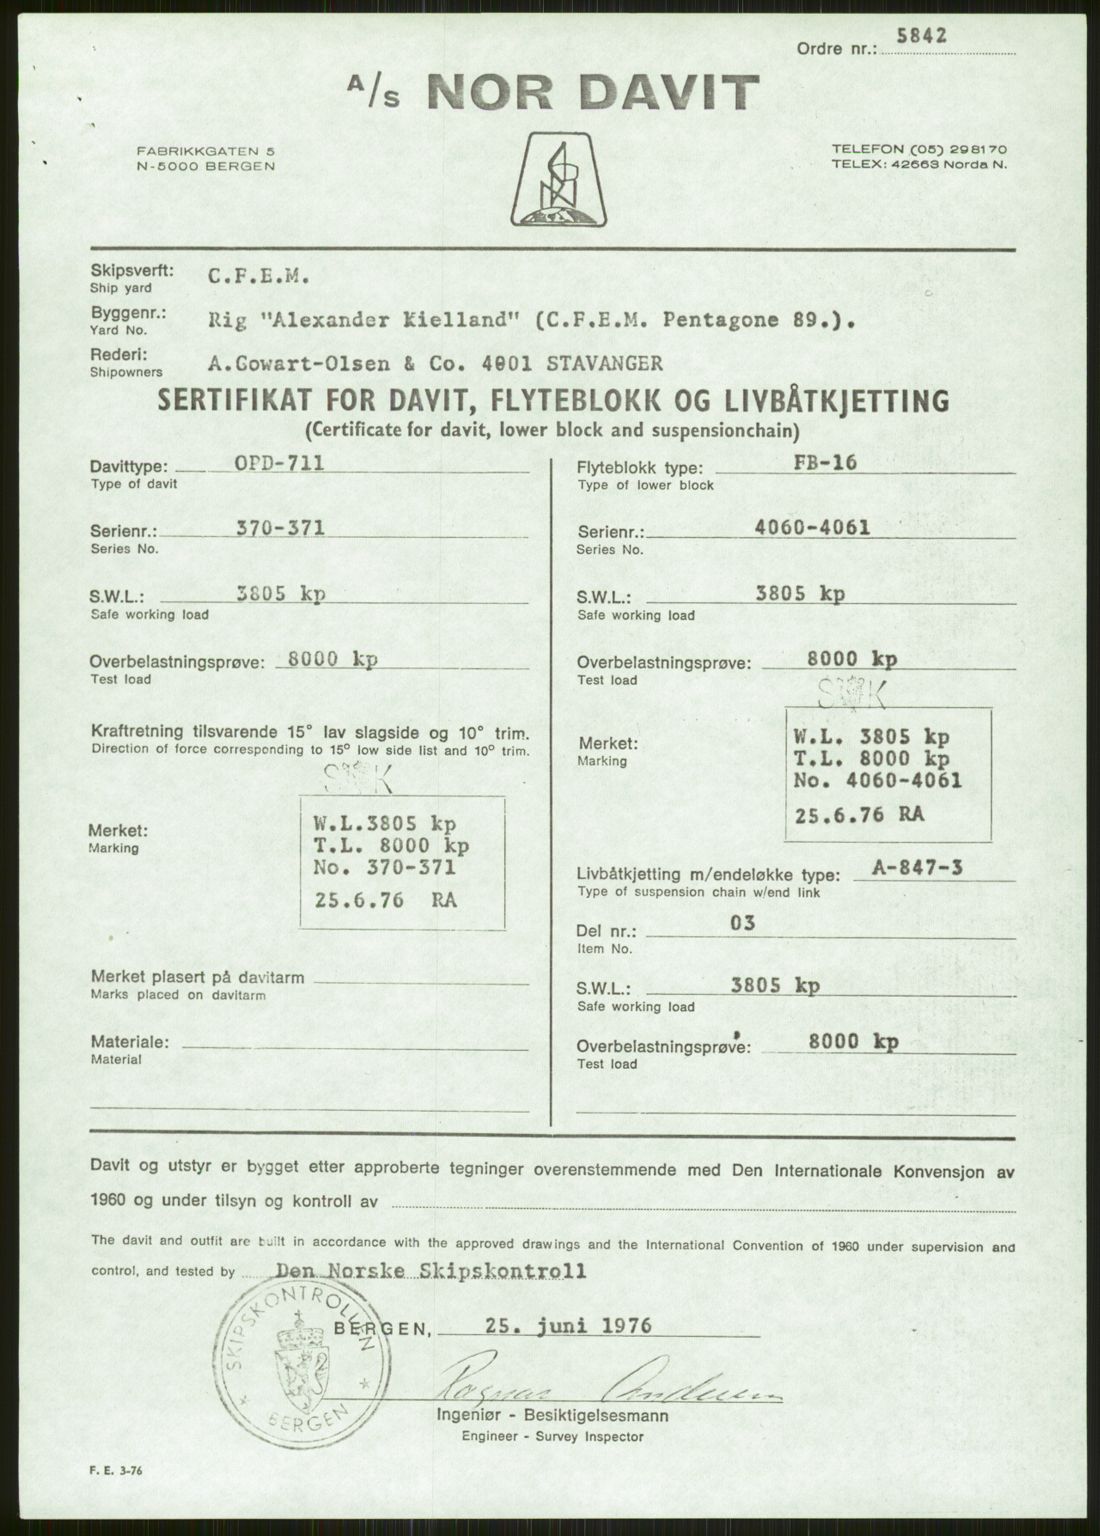 Ordre nr.: 5842
A/S NOR DAVIT
FABRIKKGATEN 5
N-5000 BERGEN
TELEFON (05) 298170
TELEX: 42663 Norda N.
Skipsverft: C.F.E.M.
Ship yard
Byggenr.: Rig "Alexander Kielland" (C.F.E.M. Pentagone 89.).
Yard No.
Rederi: A.Gowart-Olsen & Co. 4001 STAVANGER
Shipowners
SERTIFIKAT FOR DAVIT, FLYTEBLOKK OG LIVBÅTKJETTING
(Certificate for davit, lower block and suspensionchain)
Davittype: OPD-711
Type of davit
Serienr.: 370-371
Series No.
S.W.L.: 3805 kp
Safe working load
Overbelastningsprøve: 8000 kp
Test load
Kraftretning tilsvarende 15° lav slagside og 10° trim.
Direction of force corresponding to 15° low side list and 10° trim.
S K
Merket:
Marking
W.L.3805 kp
T.L. 8000 kp
No. 370-371
25.6.76 RA
Merket plasert på davitarm
Marks placed on davitarm
Materiale:
Material
Flyteblokk type: FB-16
Type of lower block
Serienr.: 4060-4061
Series No.
S.W.L.: 3805 kp
Safe working load
Overbelastningsprøve: 8000 kp
Test load
S K
Merket:
Marking
W.L. 3805 kp
T.L. 8000 kp
No. 4060-4061
25.6.76 RA
Livbåtkjetting m/endeløkke type: A-847-3
Type of suspension chain w/end link
Del nr.: 03
Item No.
S.W.L.: 3805 kp
Safe working load
Overbelastningsprøve: 8000 kp
Test load
Davit og utstyr er bygget etter approberte tegninger overenstemmende med Den Internationale Konvensjon av
1960 og under tilsyn og kontroll av
The davit and outfit are built in accordance with the approved drawings and the International Convention of 1960 under supervision and
control, and tested by Den Norske Skipskontroll
SKIPSKONTROLLEN
BERGEN
BERGEN, 25. juni 1976
Ragnar Andersen
Ingeniør - Besiktigelsesmann
Engineer - Survey Inspector
F. E. 3-76